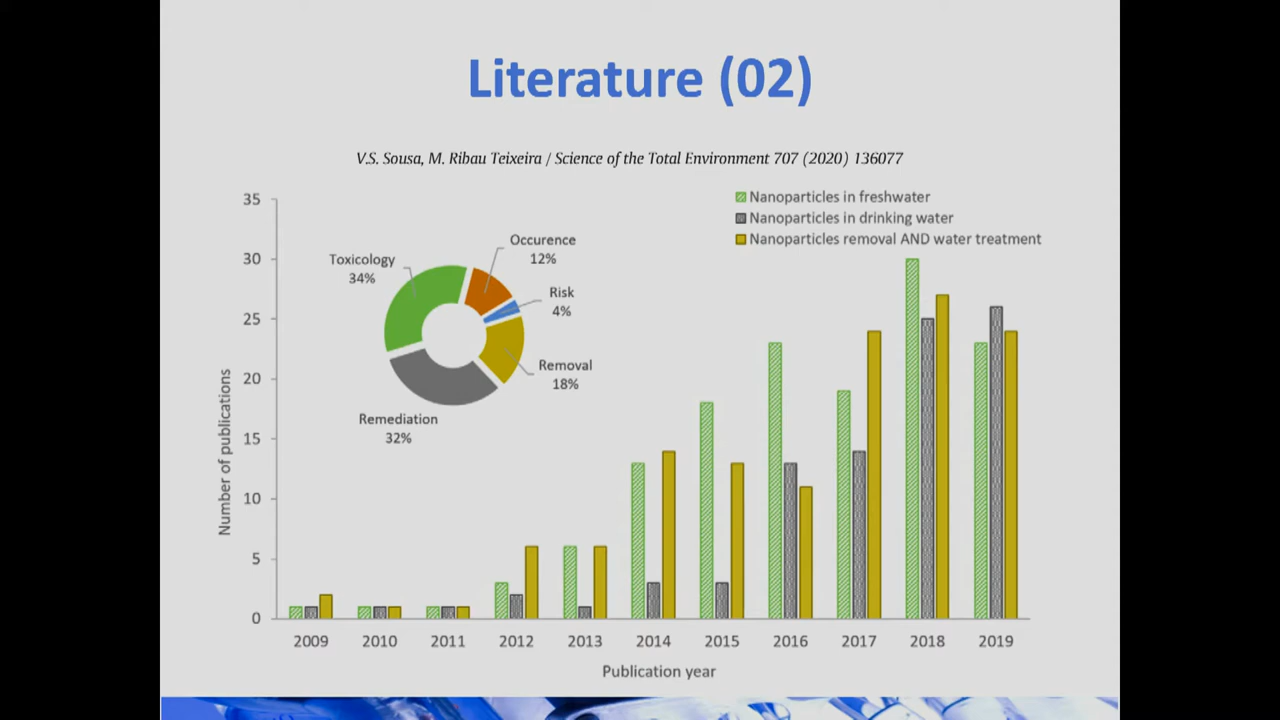 Literature (02)
V.S. Sousa, M. Ribau Teixeira / Science of the Total Environment 707 (2020) 136077
Nanoparticles in freshwater
Nanoparticles in drinking water
Nanoparticles removal AND water treatment
35
30
25
20
15
10
5
0
Number of publications
Toxicology
34%
Occurence
12%
Risk
4%
Removal
18%
Remediation
32%
2009 2010 2011 2012 2013 2014 2015 2016 2017 2018 2019
Publication year